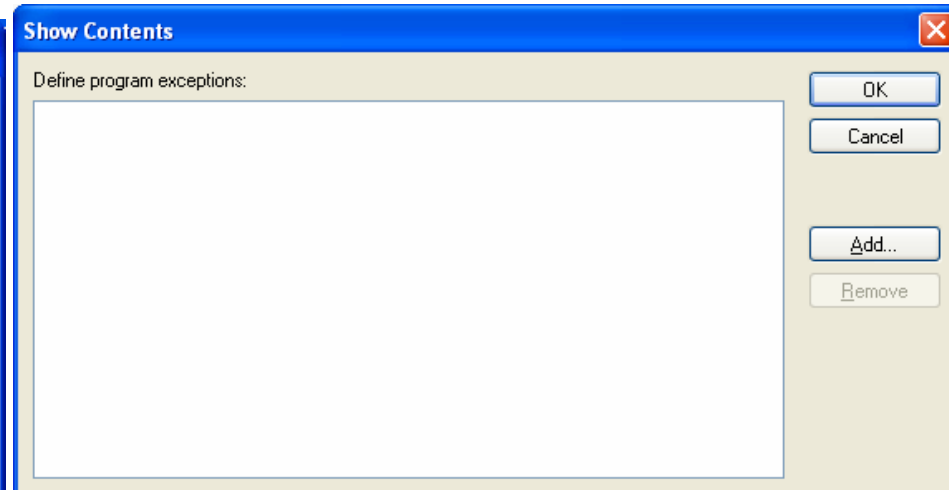 Show Contents
Define program exceptions:
OK
Cancel
Add...
Remove